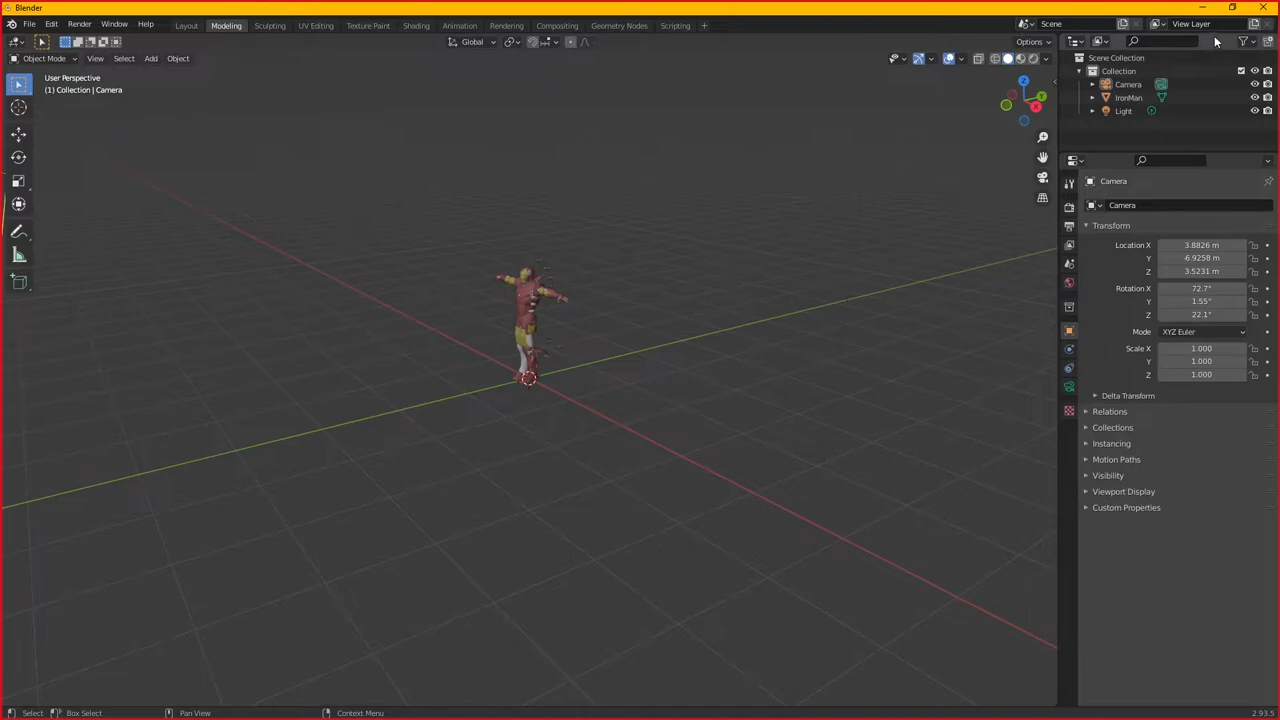 Blender
File Edit Render Window Help Layout Modeling Sculpting UV Editing Texture Paint Shading Animation Rendering Compositing Geometry Nodes Scripting + Scene View Layer
Global Options
Object Mode View Select Add Object
User Perspective
(1) Collection | Camera
Z
Y
X
Scene Collection
Collection
Camera
IronMan
Light
Camera
Camera
Transform
Location X 3.8826 m
Y -6.9258 m
Z 3.5231 m
Rotation X 72.7°
Y 1.55°
Z 22.1°
Mode XYZ Euler
Scale X 1.000
Y 1.000
Z 1.000
Delta Transform
Relations
Collections
Instancing
Motion Paths
Visibility
Viewport Display
Custom Properties
Select Box Select Pan View Context Menu 2.93.5